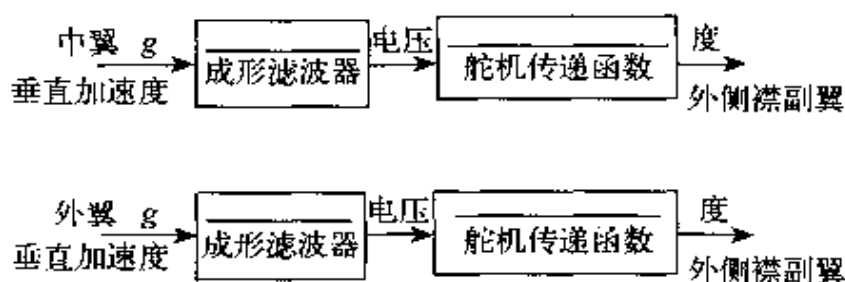 中翼 g
垂直加速度
成形滤波器
电压
舵机传递函数
度
外侧襟副翼
外翼 g
垂直加速度
成形滤波器
电压
舵机传递函数
度
外侧襟副翼